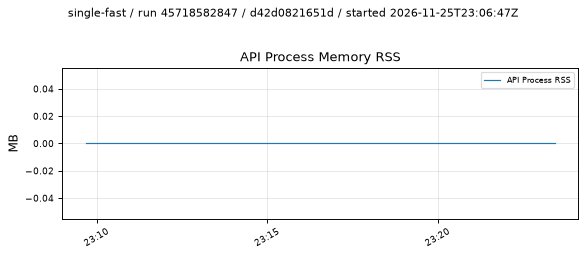 single-fast / run 45718582847 / d42d0821651d / started 2026-11-25T23:06:47Z
API Process Memory RSS
API Process RSS
MB
0.04
0.02
0.00
−0.02
−0.04
23:10
23:15
23:20